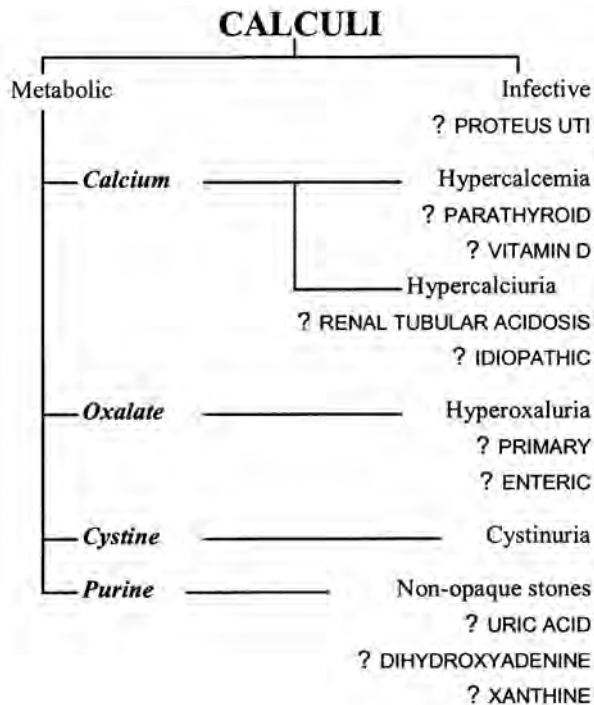 CALCULI
Metabolic Infective
? PROTEUS UTI
Calcium Hypercalcemia
? PARATHYROID
? VITAMIN D
Hypercalciuria
? RENAL TUBULAR ACIDOSIS
? IDIOPATHIC
Oxalate Hyperoxaluria
? PRIMARY
? ENTERIC
Cystine Cystinuria
Purine Non-opaque stones
? URIC ACID
? DIHYDROXYADENINE
? XANTHINE